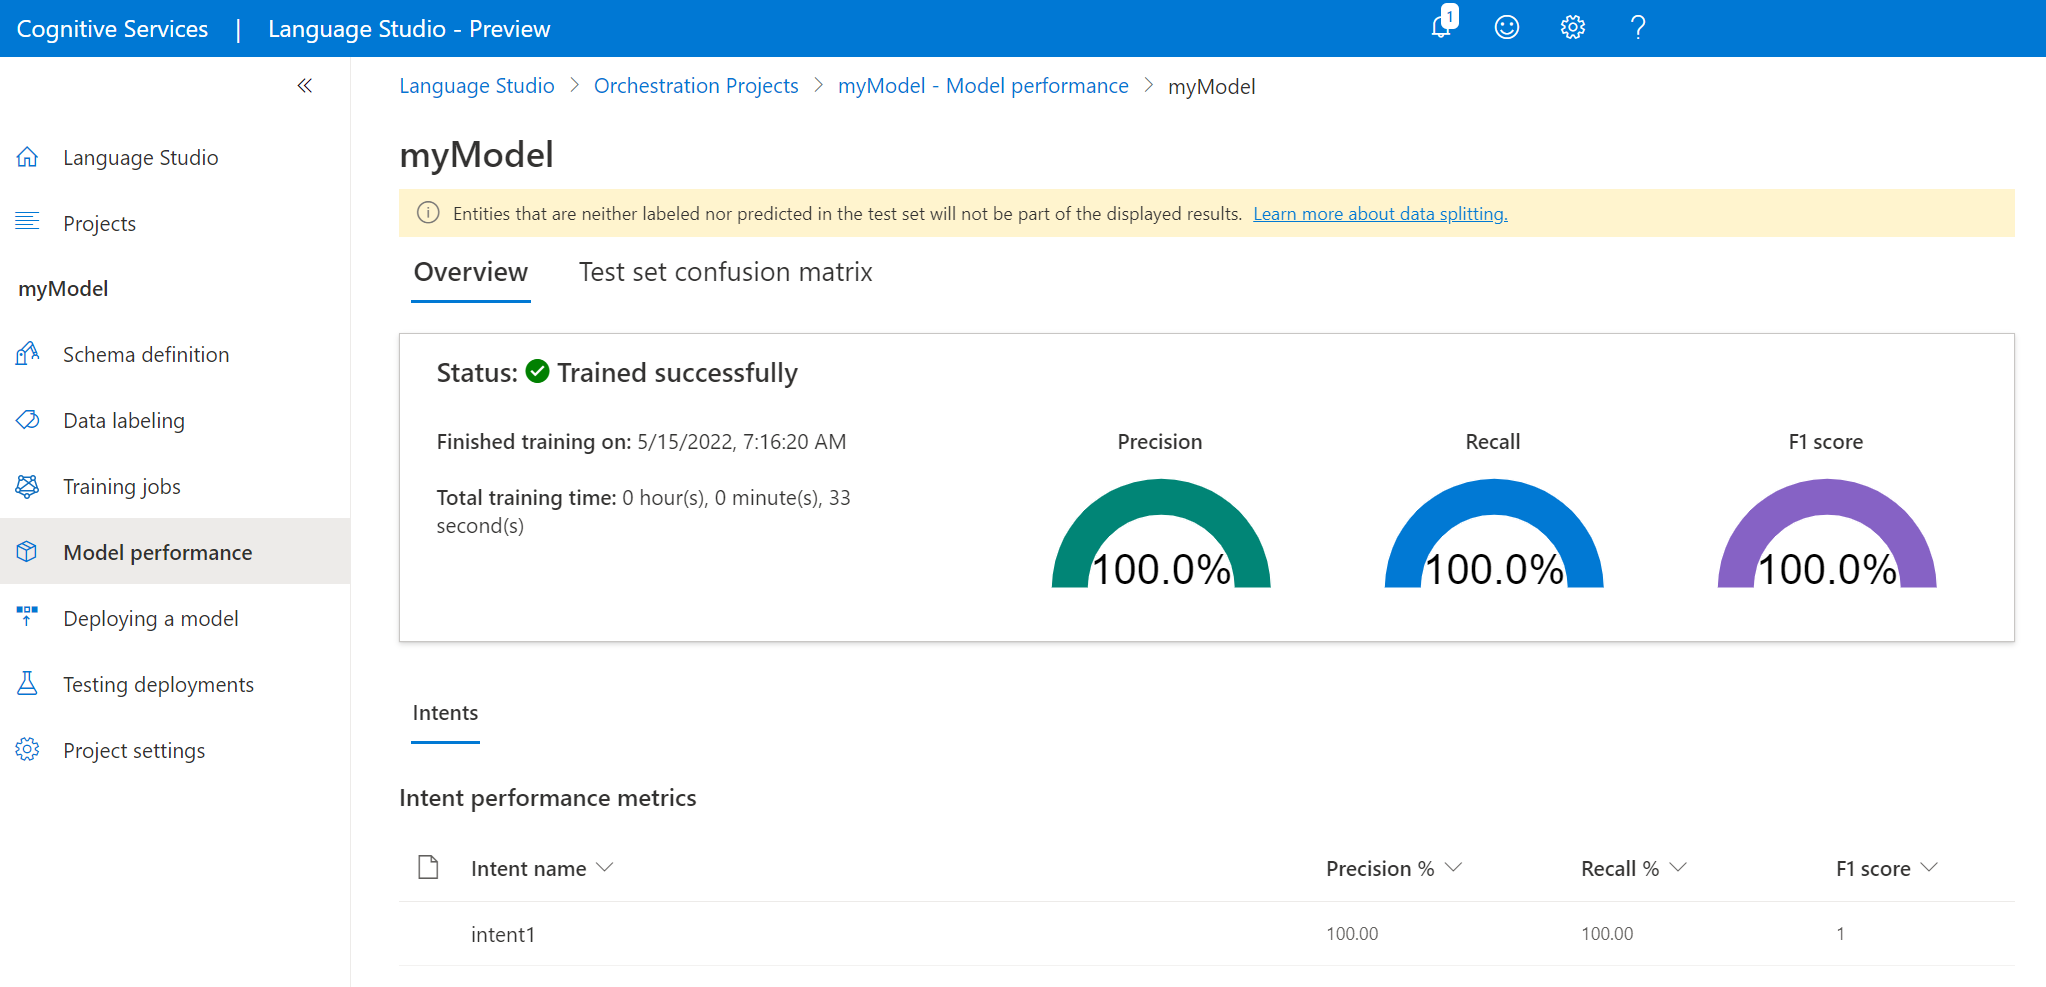 Cognitive Services | Language Studio - Preview
1
Language Studio > Orchestration Projects > myModel - Model performance > myModel
Language Studio
Projects
myModel
Schema definition
Data labeling
Training jobs
Model performance
Deploying a model
Testing deployments
Project settings
myModel
Entities that are neither labeled nor predicted in the test set will not be part of the displayed results. Learn more about data splitting.
Overview Test set confusion matrix
Status: Trained successfully
Finished training on: 5/15/2022, 7:16:20 AM
Total training time: 0 hour(s), 0 minute(s), 33
second(s)
Precision Recall F1 score
100.0% 100.0% 100.0%
Intents
Intent performance metrics
Intent name Precision % Recall % F1 score
intent1 100.00 100.00 1